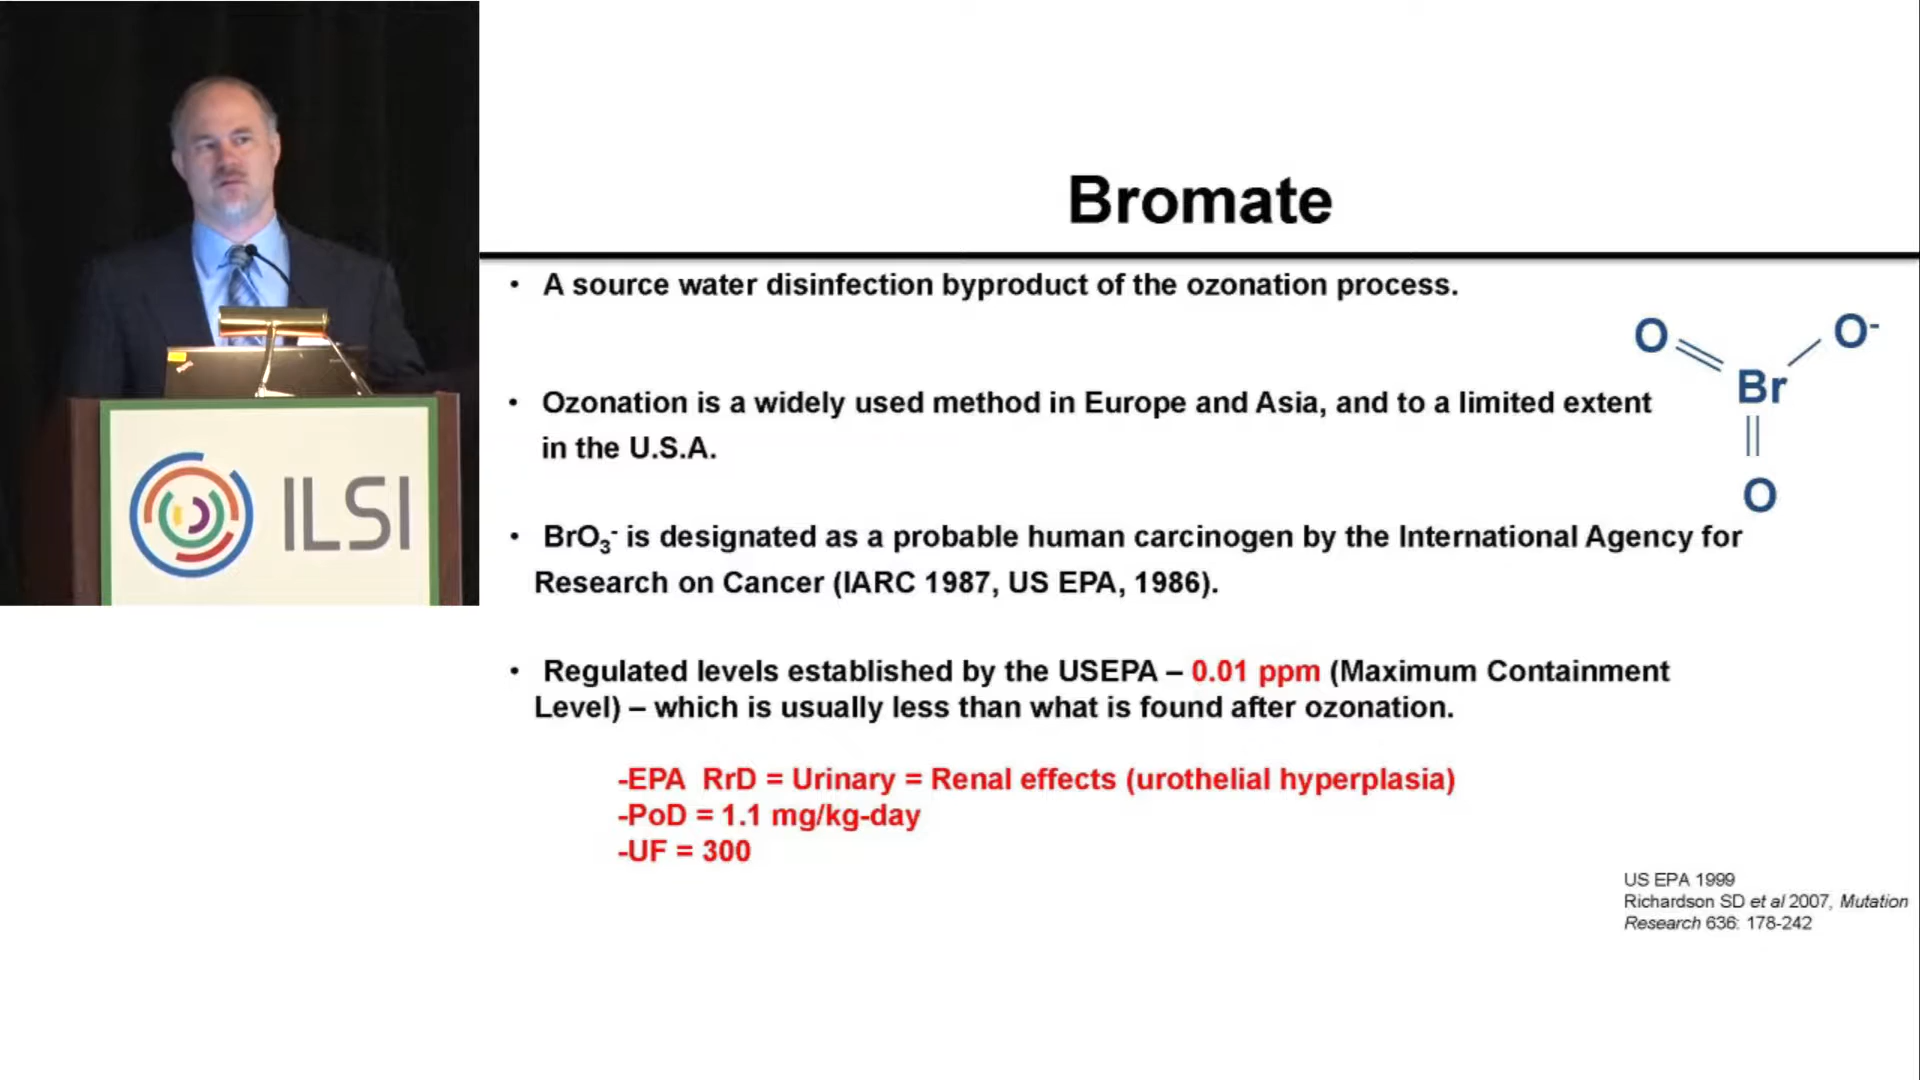 Bromate
• A source water disinfection byproduct of the ozonation process.
• Ozonation is a widely used method in Europe and Asia, and to a limited extent
in the U.S.A.
• BrO₃⁻ is designated as a probable human carcinogen by the International Agency for
Research on Cancer (IARC 1987, US EPA, 1986).
• Regulated levels established by the USEPA – 0.01 ppm (Maximum Containment
Level) – which is usually less than what is found after ozonation.
-EPA RrD = Urinary = Renal effects (urothelial hyperplasia)
-PoD = 1.1 mg/kg-day
-UF = 300
O
O⁻
Br
O
US EPA 1999
Richardson SD et al 2007, Mutation
Research 636: 178-242
ILSI